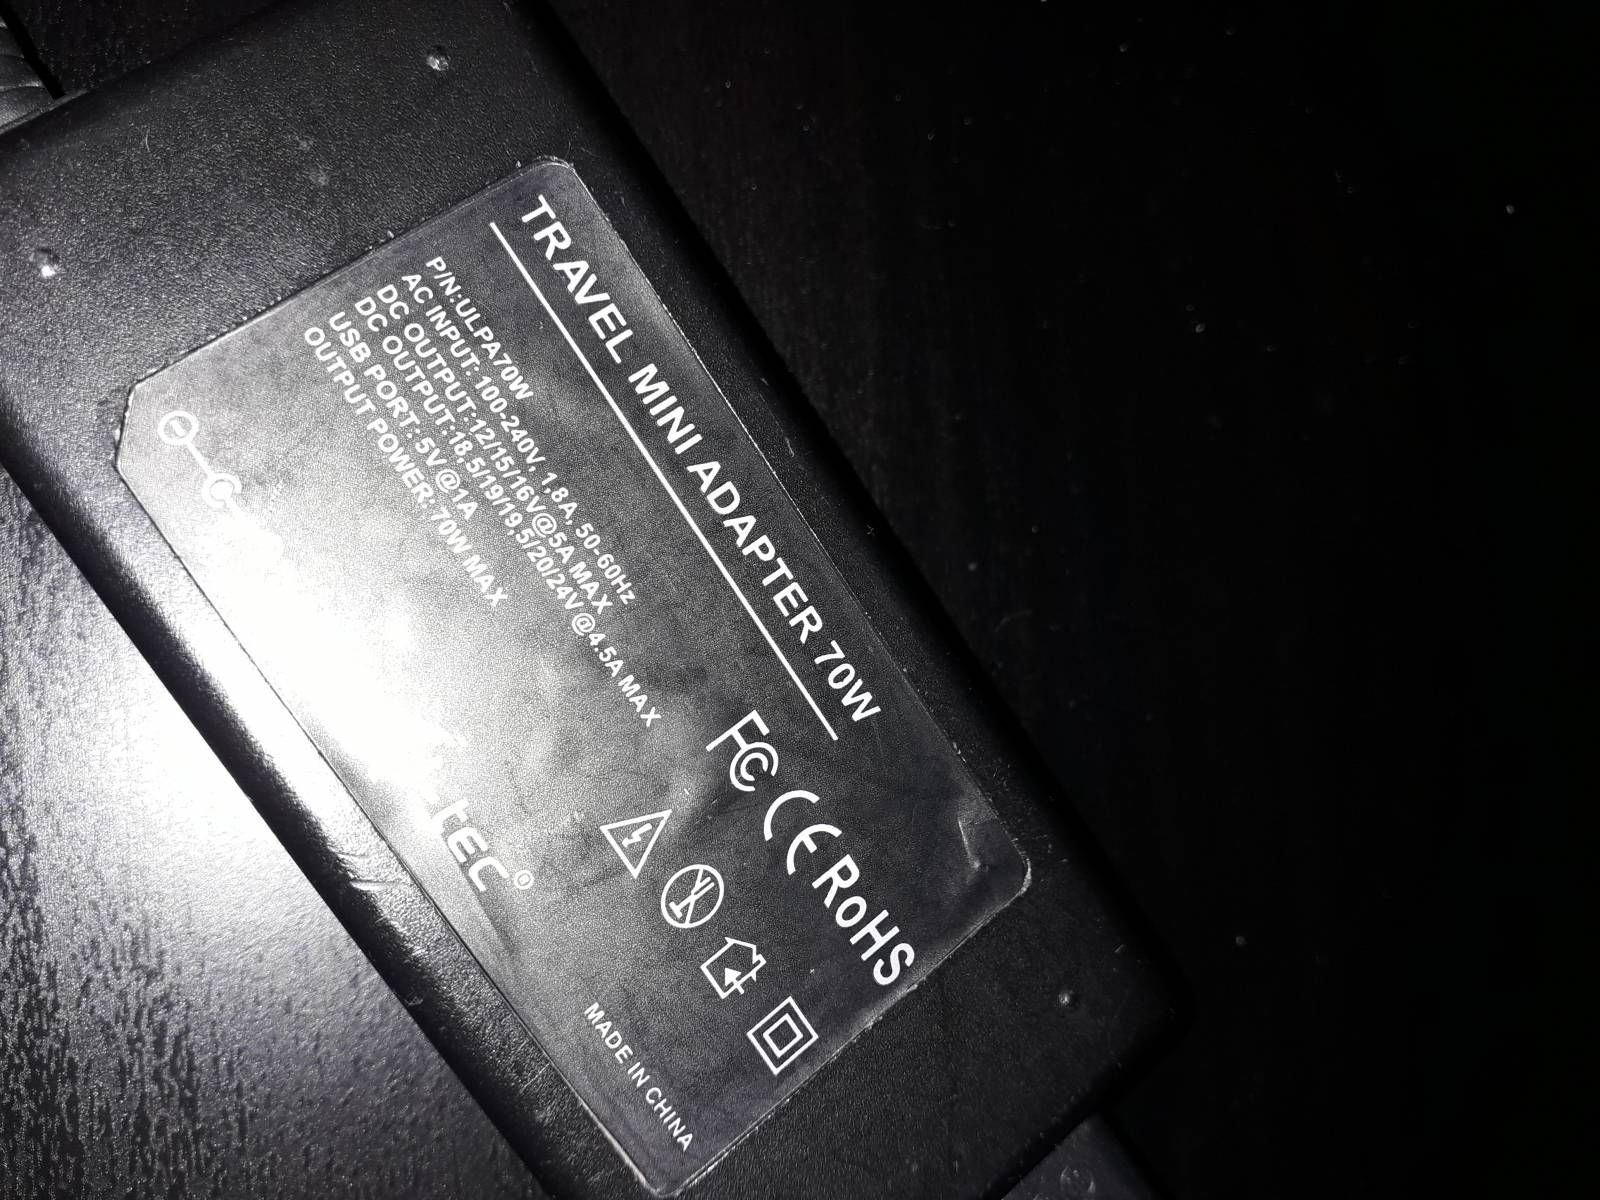 TRAVEL MINI ADAPTER 70W
P/N:ULPA70W
AC INPUT: 100-240V, 1,8A, 50-60Hz
DC OUTPUT:12/15/16V@5A MAX
DC OUTPUT:18,5/19/19,5/20/24V@4.5A MAX
USB PORT: 5V@1A
OUTPUT POWER: 70W MAX
FC CE RoHS
MADE IN CHINA